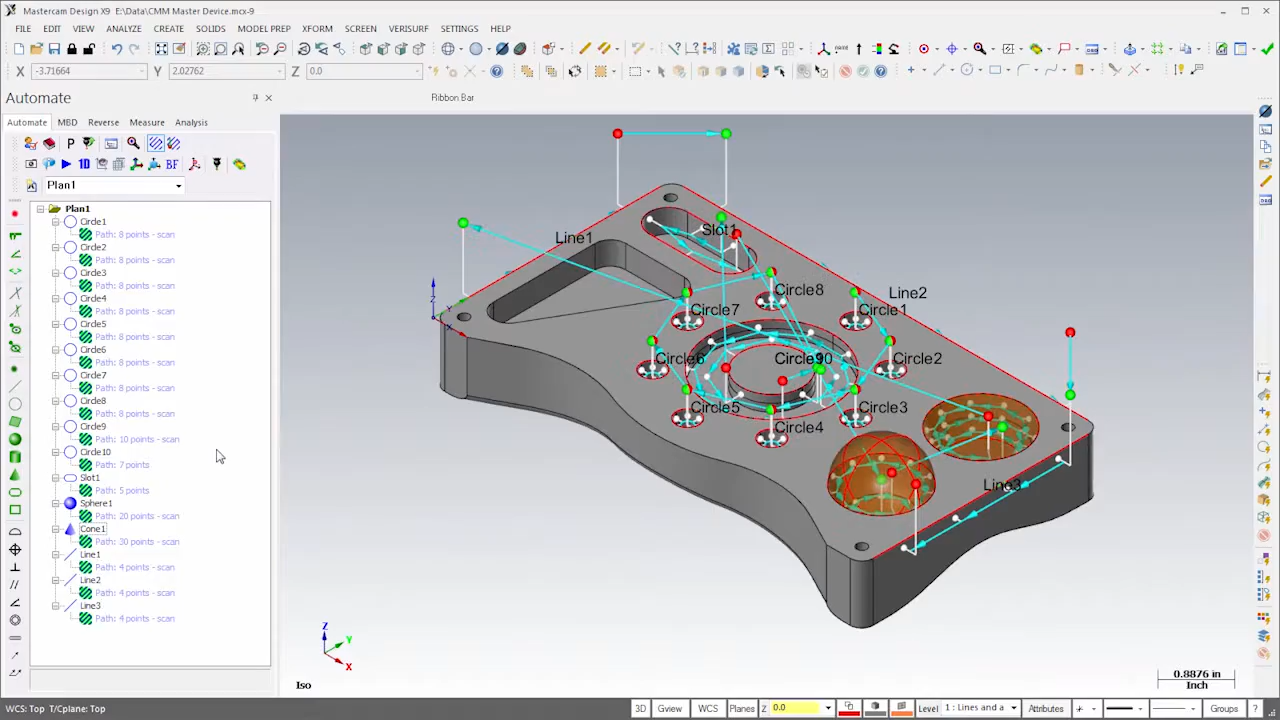 Mastercam Design X9 E:\Data\CMM Master Device.mcx-9
FILE EDIT VIEW ANALYZE CREATE SOLIDS MODEL PREP XFORM SCREEN VERISURF SETTINGS HELP
X -3.71664 Y 2.02762 Z 0.0
Automate
Ribbon Bar
Automate MBD Reverse Measure Analysis
P
1D BF
Plan1
Plan1
Circle1
Path: 8 points - scan
Circle2
Path: 8 points - scan
Circle3
Path: 8 points - scan
Circle4
Path: 8 points - scan
Circle5
Path: 8 points - scan
Circle6
Path: 8 points - scan
Circle7
Path: 8 points - scan
Circle8
Path: 8 points - scan
Circle9
Path: 10 points - scan
Circle10
Path: 7 points
Slot1
Path: 5 points
Sphere1
Path: 20 points - scan
Cone1
Path: 30 points - scan
Line1
Path: 4 points - scan
Line2
Path: 4 points - scan
Line3
Path: 4 points - scan
Line1
Slot1
Circle8
Line2
Circle7
Circle1
Circle6
Circle2
Circle5
Circle3
Circle4
Line3
Z
Y
X
Z
Y
X
Iso
0.8876 in
Inch
WCS: Top T/Cplane: Top
3D Gview WCS Planes Z 0.0 Level 1 : Lines and a Attributes Groups ?